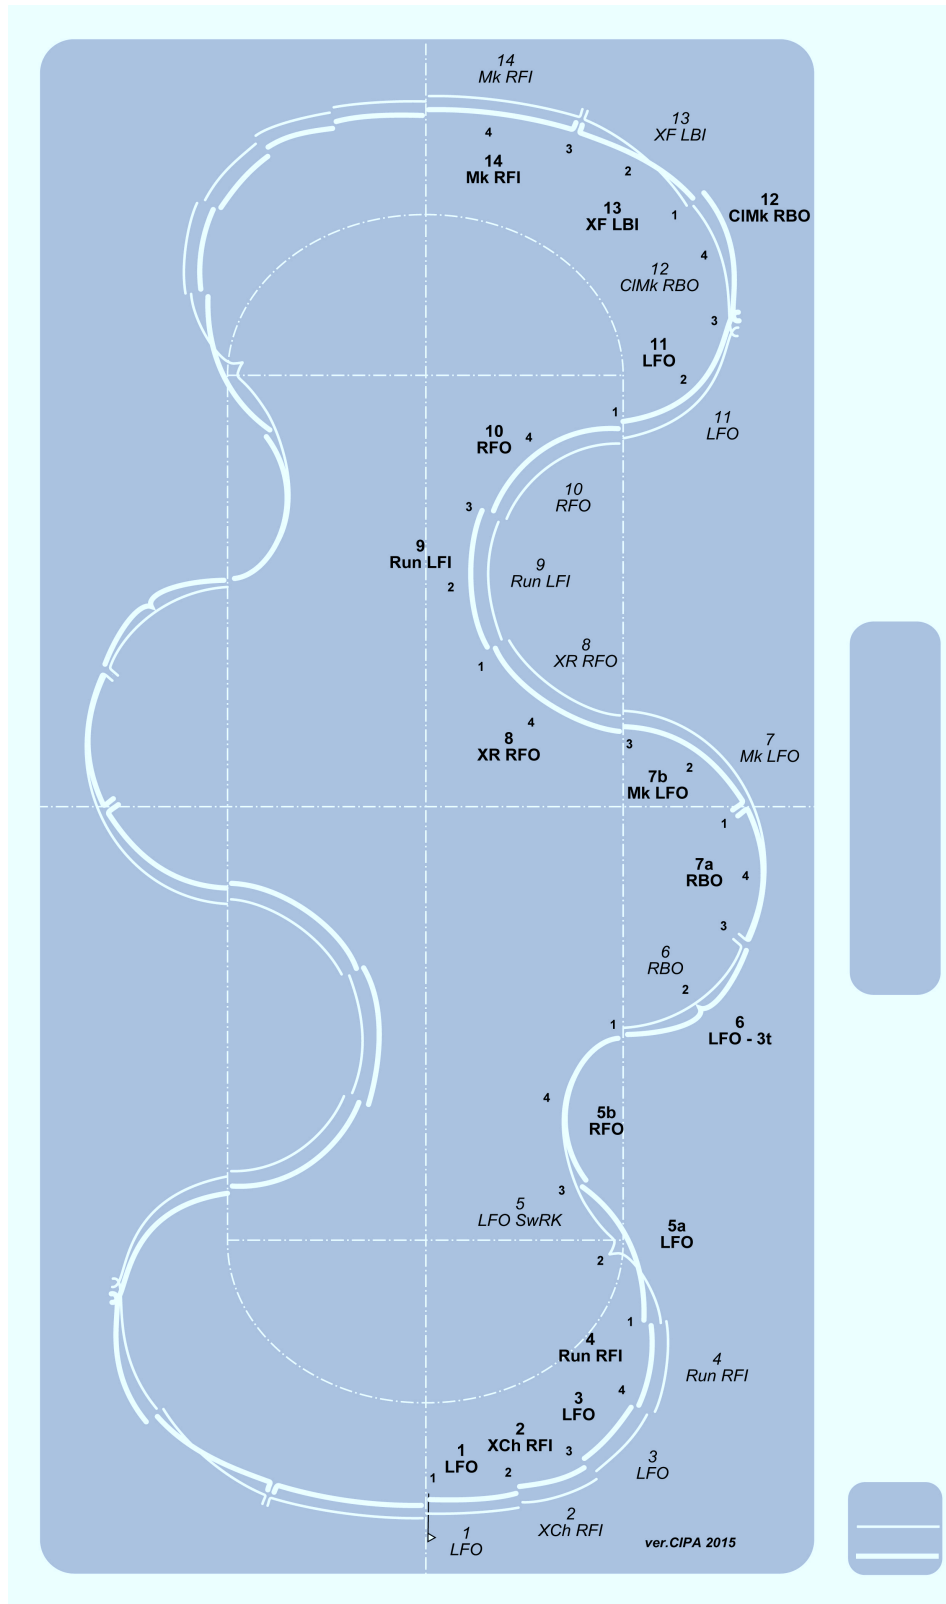 14
Mk RFI
13
XF LBI
4
3
14
Mk RFI
2
12
ClMk RBO
13
XF LBI
1
4
12
ClMk RBO
3
11
LFO
2
1
11
LFO
10
RFO
4
10
RFO
3
9
Run LFI
9
Run LFI
2
8
XR RFO
1
4
8
XR RFO
3
7
Mk LFO
2
7b
Mk LFO
1
7a
RBO
4
3
6
RBO
2
1
6
LFO - 3t
4
5b
RFO
3
5
LFO SwRK
5a
LFO
2
1
4
Run RFI
4
Run RFI
4
3
LFO
2
XCh RFI
3
1
LFO
2
1
3
LFO
2
XCh RFI
1
LFO
ver.CIPA 2015